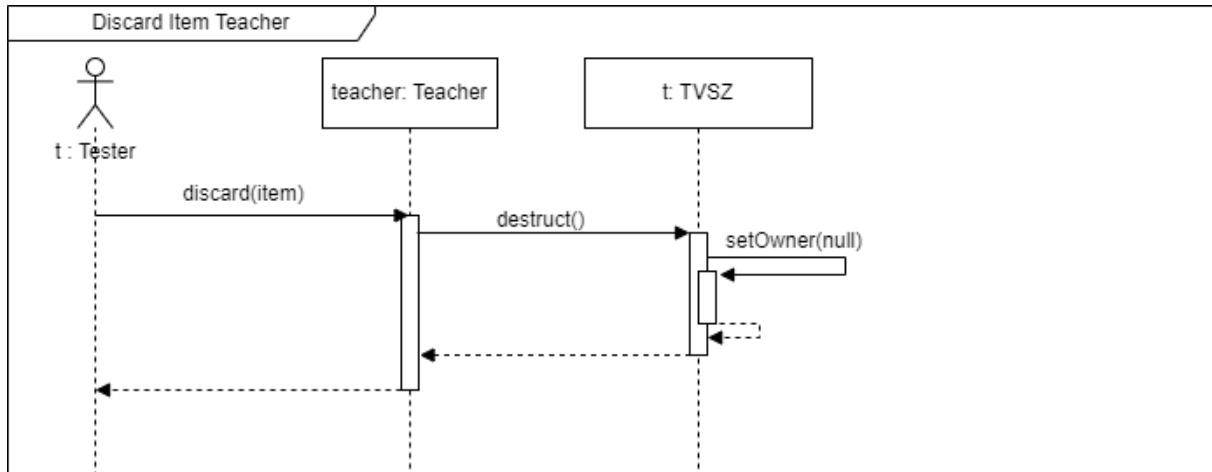 Discard Item Teacher
teacher: Teacher
t: TVSZ
t : Tester
discard(item)
destruct()
setOwner(null)